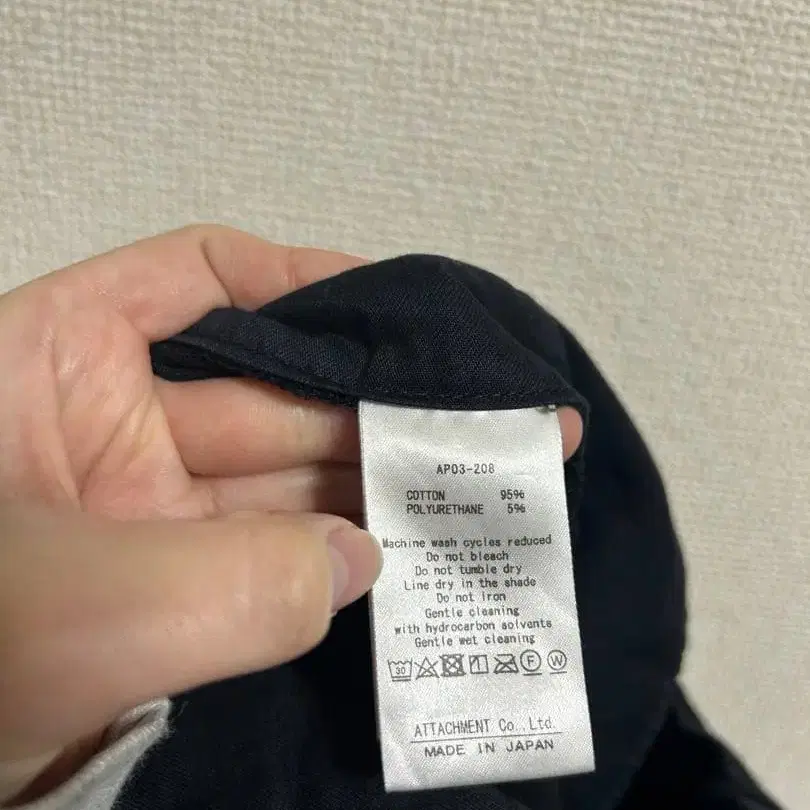 AP03-208
COTTON 95%
POLYURETHANE 5%
Machine wash cycles reduced
Do not bleach
Do not tumble dry
Line dry in the shade
Do not iron
Gentle cleaning
with hydrocarbon solvents
Gentle wet cleaning
30 F W
ATTACHMENT Co.,Ltd.
MADE IN JAPAN